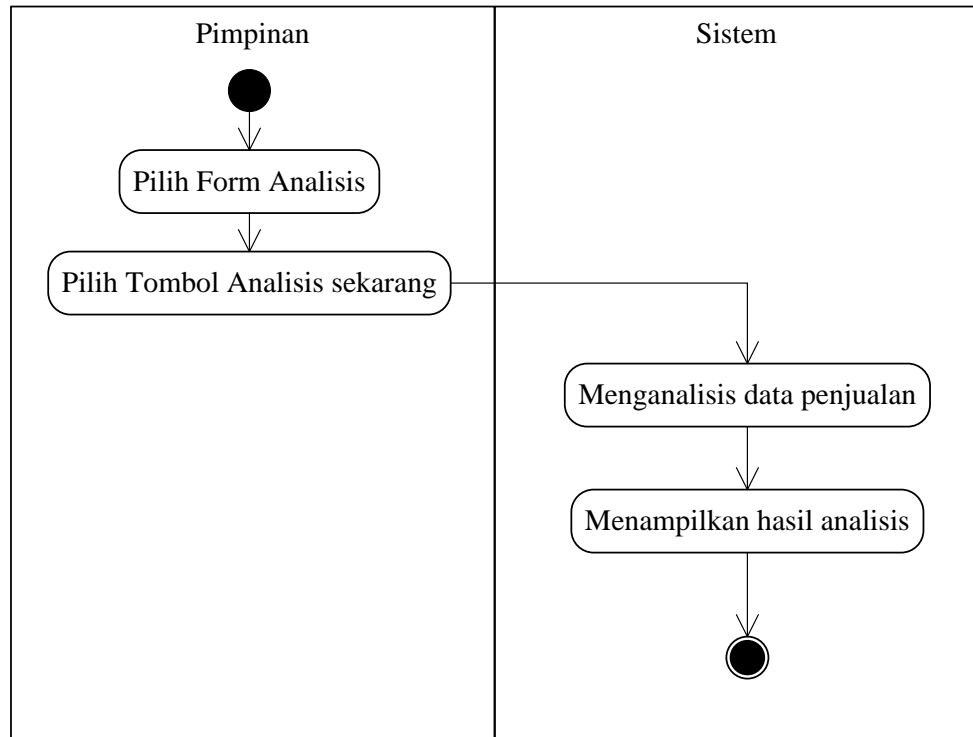 Pimpinan
Sistem
Pilih Form Analisis
Pilih Tombol Analisis sekarang
Menganalisis data penjualan
Menampilkan hasil analisis